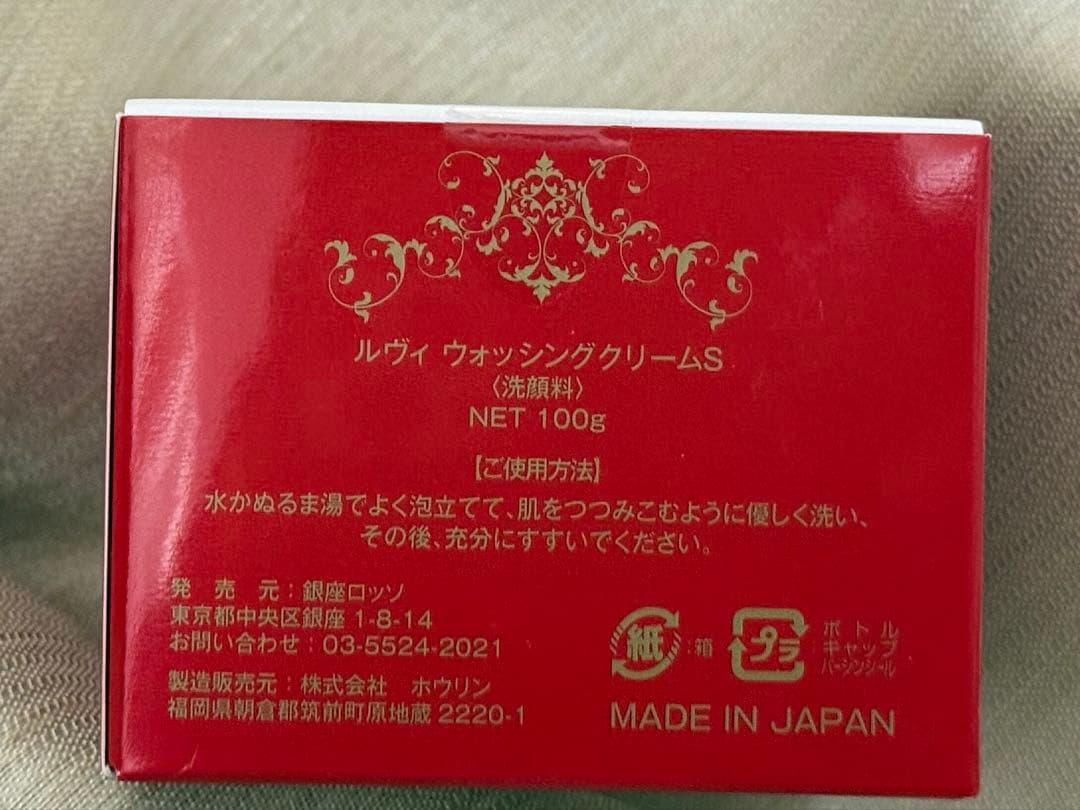 ルヴィ ウォッシングクリームS
〈洗顔料〉
NET 100g
【ご使用方法】
水かぬるま湯でよく泡立てて、肌をつつみこむように優しく洗い、
その後、充分にすすいでください。
発売元：銀座ロッソ
東京都中央区銀座 1-8-14
お問い合わせ：03-5524-2021
製造販売元：株式会社 ホウリン
福岡県朝倉郡筑前町原地蔵 2220-1
紙：箱
プラ
ボトル
キャップ
バージンシール
MADE IN JAPAN